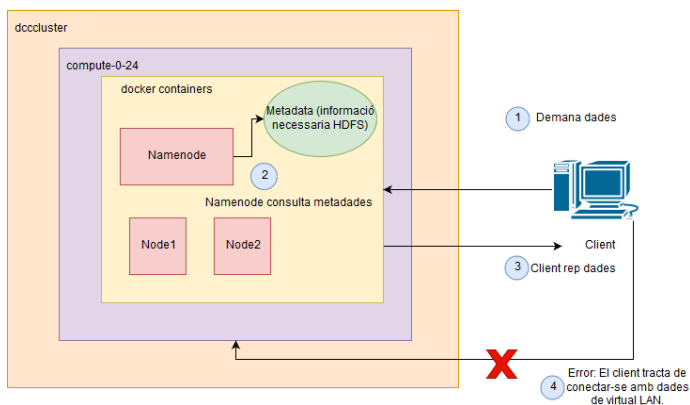 dcccluster
compute-0-24
docker containers
Metadata (informació
necessaria HDFS)
Namenode
2
Namenode consulta metadades
Node1
Node2
1
Demana dades
Client
3
Client rep dades
4
Error: El client tracta de
conectar-se amb dades
de virtual LAN.